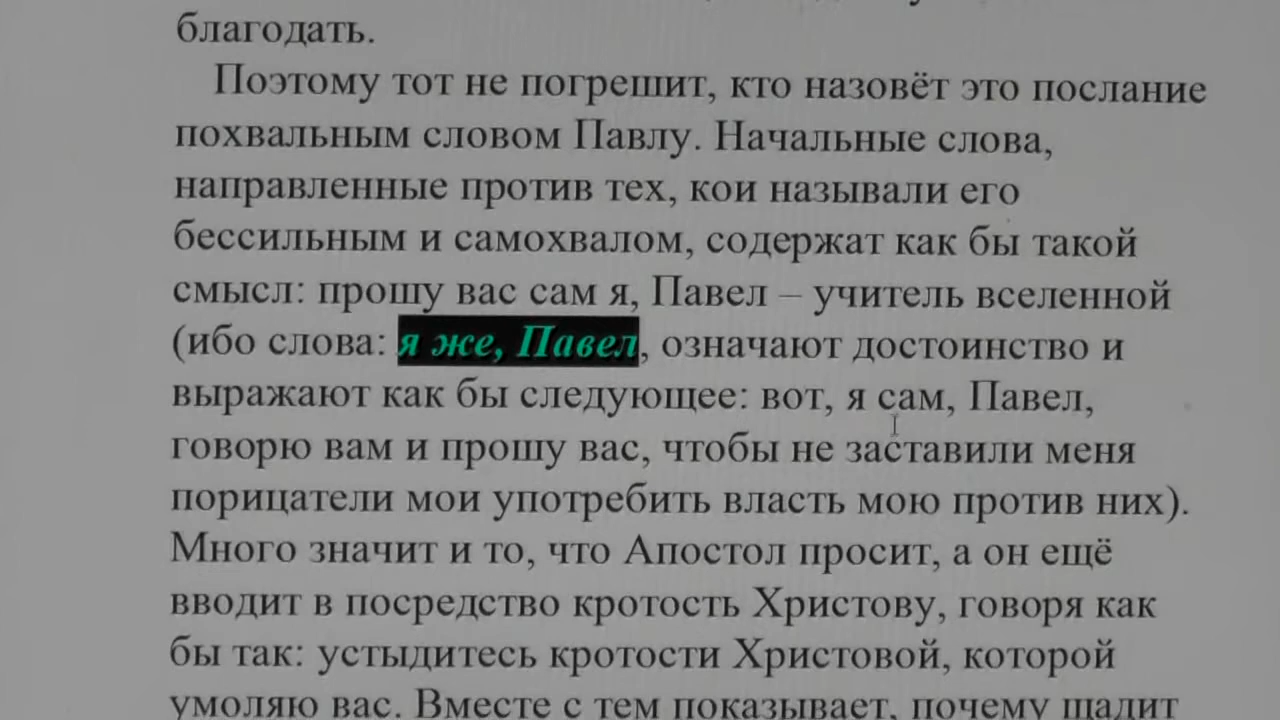 благодать.
Поэтому тот не погрешит, кто назовёт это послание
похвальным словом Павлу. Начальные слова,
направленные против тех, кои называли его
бессильным и самохвалом, содержат как бы такой
смысл: прошу вас сам я, Павел – учитель вселенной
(ибо слова: я же, Павел, означают достоинство и
выражают как бы следующее: вот, я сам, Павел,
говорю вам и прошу вас, чтобы не заставили меня
порицатели мои употребить власть мою против них).
Много значит и то, что Апостол просит, а он ещё
вводит в посредство кротость Христову, говоря как
бы так: устыдитесь кротости Христовой, которой
умоляю вас. Вместе с тем показывает, почему щадит